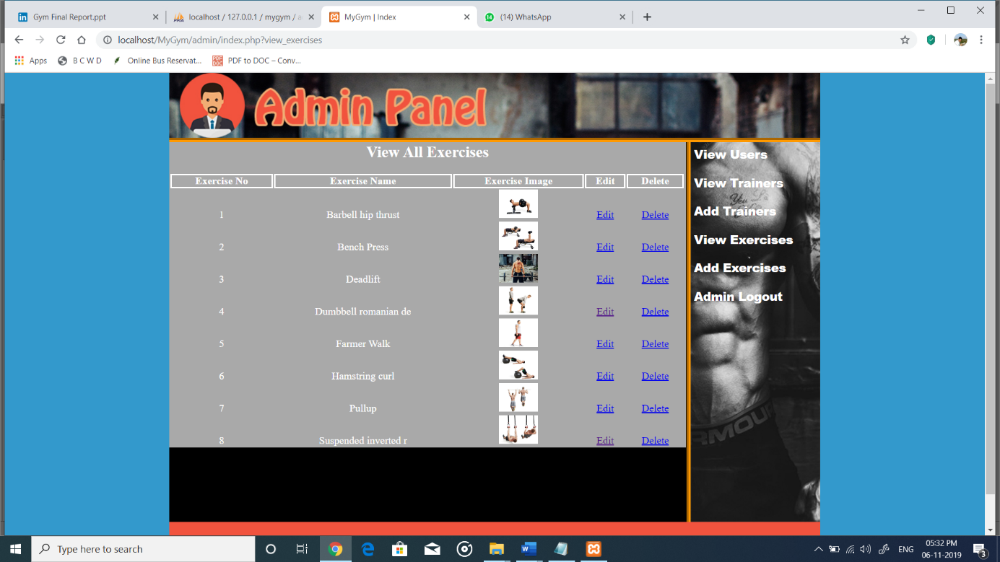 Gym Final Report.ppt
localhost / 127.0.0.1 / mygym /
MyGym | Index
(14) WhatsApp
localhost/MyGym/admin/index.php?view_exercises
Apps
B C W D
Online Bus Reservat...
PDF to DOC – Conv...
Admin Panel
View All Exercises
Exercise No Exercise Name Exercise Image Edit Delete
1 Barbell hip thrust Edit Delete
2 Bench Press Edit Delete
3 Deadlift Edit Delete
4 Dumbbell romanian de Edit Delete
5 Farmer Walk Edit Delete
6 Hamstring curl Edit Delete
7 Pullup Edit Delete
8 Suspended inverted r Edit Delete
View Users
View Trainers
Add Trainers
View Exercises
Add Exercises
Admin Logout
Type here to search
ENG
05:32 PM
06-11-2019
3